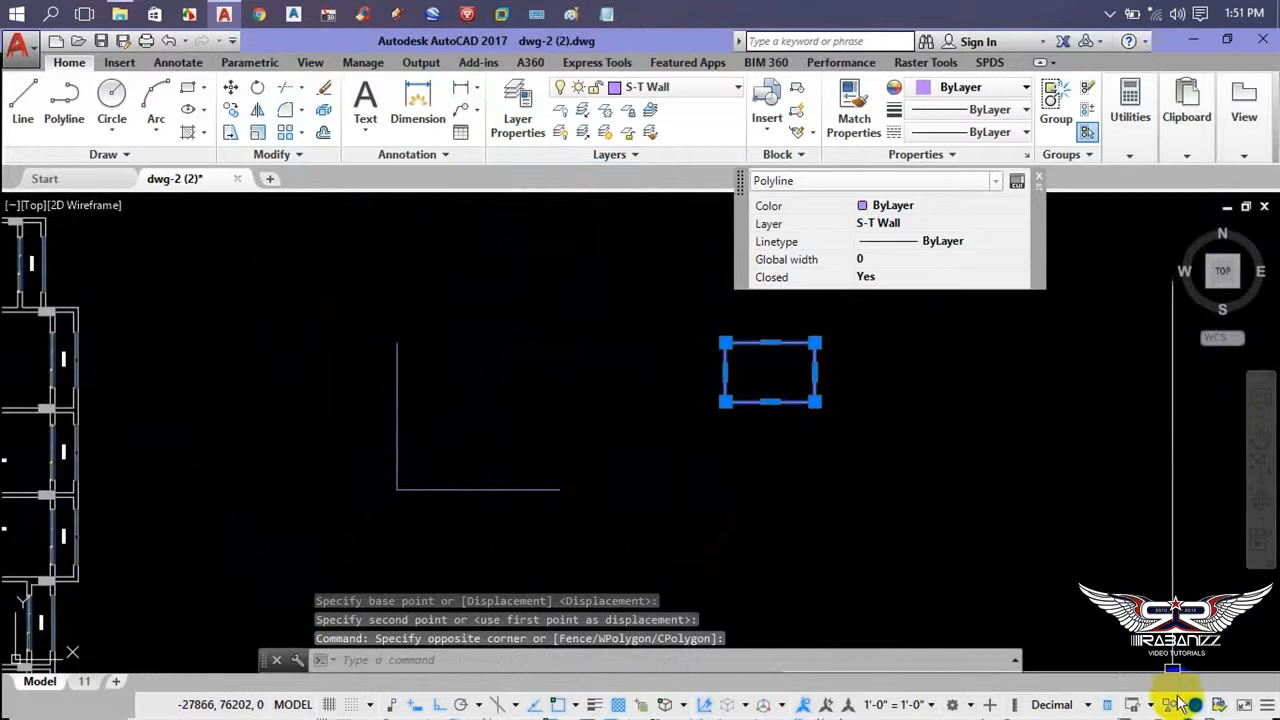 1:51 PM
Autodesk AutoCAD 2017 dwg-2 (2).dwg
Type a keyword or phrase
Sign In
Home Insert Annotate Parametric View Manage Output Add-ins A360 Express Tools Featured Apps BIM 360 Performance Raster Tools SPDS
Line Polyline Circle Arc Text Dimension Layer Properties S-T Wall Insert Match Properties ByLayer ByLayer ByLayer Group Utilities Clipboard View
Draw Modify Annotation Layers Block Properties Groups
Start dwg-2 (2)*
[−][Top][2D Wireframe]
Polyline
Color ByLayer
Layer S-T Wall
Linetype ByLayer
Global width 0
Closed Yes
N
W TOP E
S
WCS
Y
X
Specify base point or [Displacement] <Displacement>:
Specify second point or <use first point as displacement>:
Command: Specify opposite corner or [Fence/WPolygon/CPolygon]:
Type a command
RABANIZZ
VIDEO TUTORIALS
Model 11
-27866, 76202, 0 MODEL 1'-0" = 1'-0" Decimal